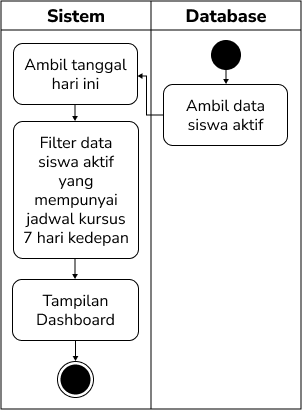 Sistem
Database
Ambil tanggal
hari ini
Ambil data
siswa aktif
Filter data
siswa aktif
yang
mempunyai
jadwal kursus
7 hari kedepan
Tampilan
Dashboard